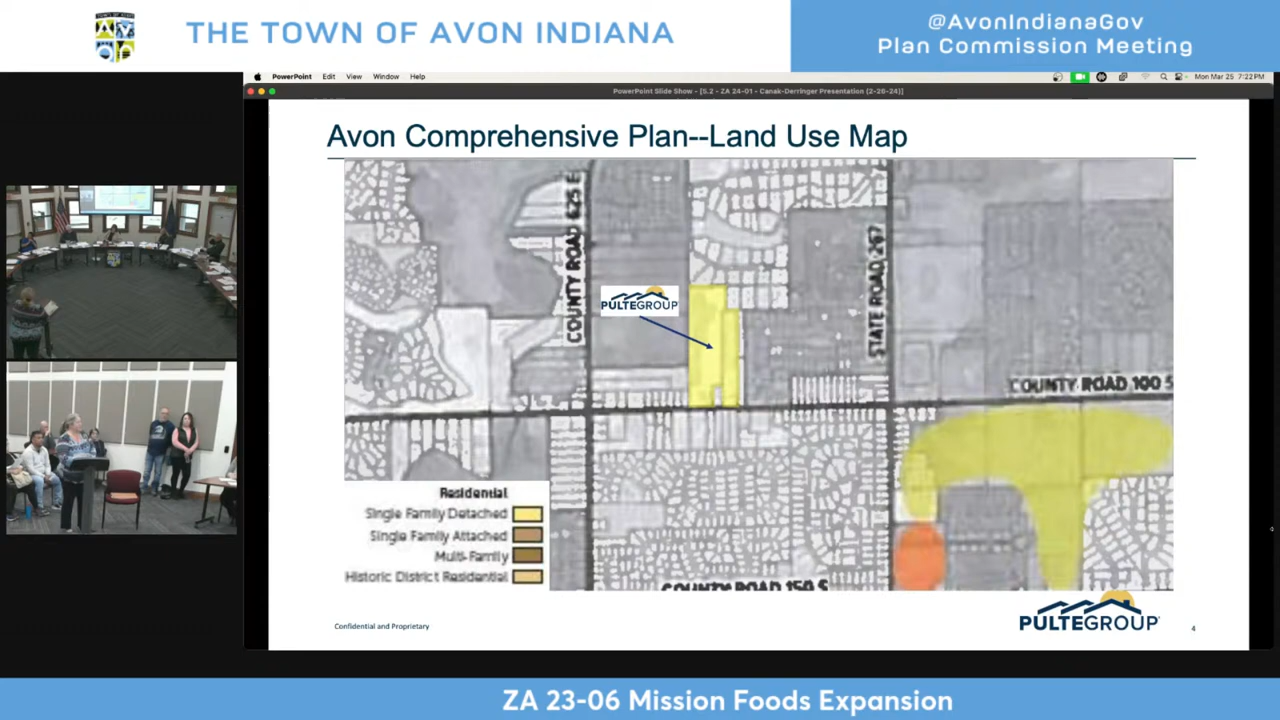 THE TOWN OF AVON INDIANA
@AvonIndianaGov
Plan Commission Meeting
PowerPoint Edit View Window Help
Mon Mar 25 7:22 PM
PowerPoint Slide Show - [5.2 - ZA 24-01 - Canak-Derringer Presentation (2-26-24)]
Avon Comprehensive Plan--Land Use Map
COUNTY ROAD 625 E
STATE ROAD 267
PULTEGROUP
COUNTY ROAD 100 S
Residential
Single Family Detached
Single Family Attached
Multi-Family
Historic District Residential
COUNTY ROAD 150 S
Confidential and Proprietary
PULTEGROUP
4
ZA 23-06 Mission Foods Expansion